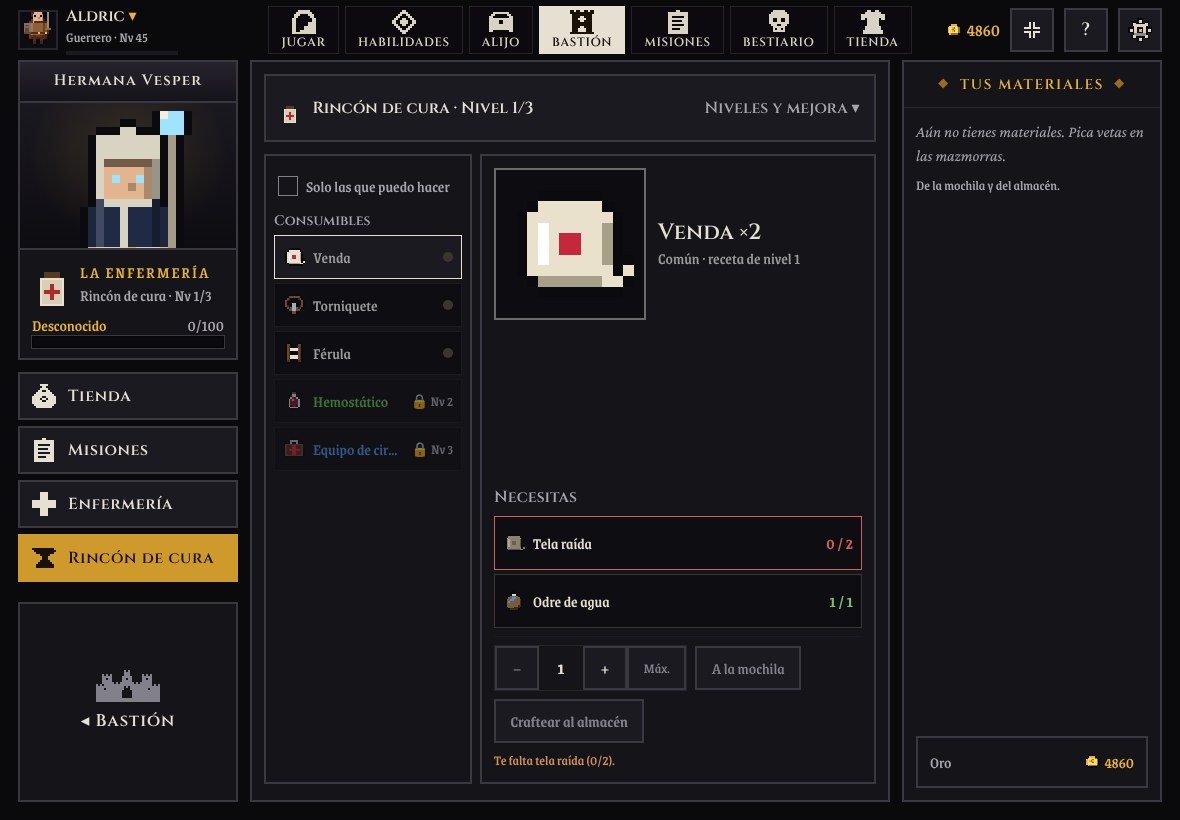 Aldric ▾
Guerrero · Nv 45
Jugar
Habilidades
Alijo
Bastión
Misiones
Bestiario
Tienda
4860
?
Hermana Vesper
La Enfermería
Rincón de cura · Nv 1/3
Desconocido 0/100
Tienda
Misiones
Enfermería
Rincón de cura
◂ Bastión
Rincón de cura · Nivel 1/3
Niveles y mejora ▾
Solo las que puedo hacer
Consumibles
Venda
Torniquete
Férula
Hemostático Nv 2
Equipo de cir... Nv 3
Venda ×2
Común · receta de nivel 1
Necesitas
Tela raída 0 / 2
Odre de agua 1 / 1
− 1 + Máx. A la mochila
Craftear al almacén
Te falta tela raída (0/2).
◆ Tus materiales ◆
Aún no tienes materiales. Pica vetas en
las mazmorras.
De la mochila y del almacén.
Oro 4860